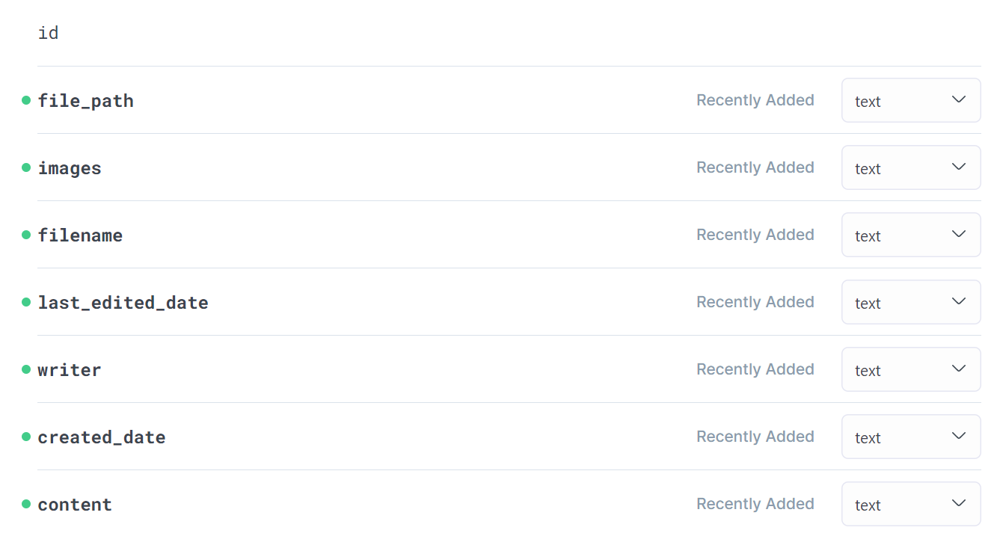 id
file_path Recently Added text
images Recently Added text
filename Recently Added text
last_edited_date Recently Added text
writer Recently Added text
created_date Recently Added text
content Recently Added text